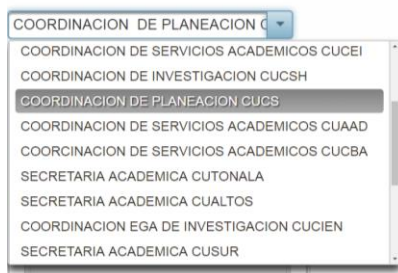 COORDINACION DE PLANEACION C
COORDINACION DE SERVICIOS ACADEMICOS CUCEI
COORDINACION DE INVESTIGACION CUCSH
COORDINACION DE PLANEACION CUCS
COORDINACION DE SERVICIOS ACADEMICOS CUAAD
COORCINACION DE SERVICIOS ACADEMICOS CUCBA
SECRETARIA ACADEMICA CUTONALA
SECRETARIA ACADEMICA CUALTOS
COORDINACION EGA DE INVESTIGACION CUCIEN
SECRETARIA ACADEMICA CUSUR